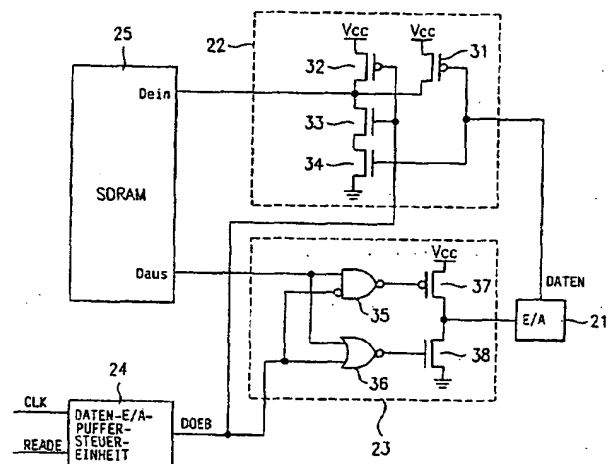 25
22
Vcc
Vcc
31
32
Dein
33
34
SDRAM
Daus
Vcc
37
35
DATEN
E/A
21
38
36
24
CLK
DATEN-E/A-
PUFFER-
STEUER-
EINHEIT
DOEB
READE
23